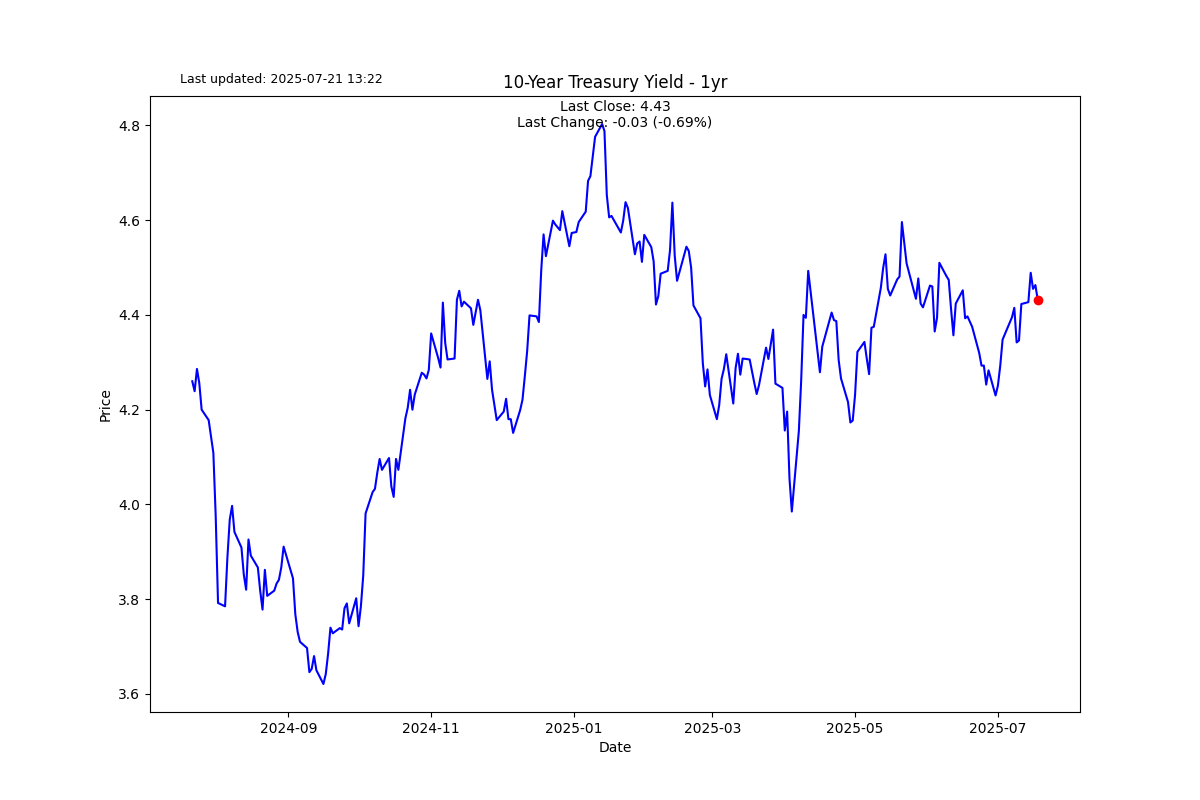 Last updated: 2025-07-21 13:22
10-Year Treasury Yield - 1yr
Last Close: 4.43
Last Change: -0.03 (-0.69%)
4.8
4.6
4.4
4.2
4.0
3.8
3.6
Price
2024-09
2024-11
2025-01
2025-03
2025-05
2025-07
Date